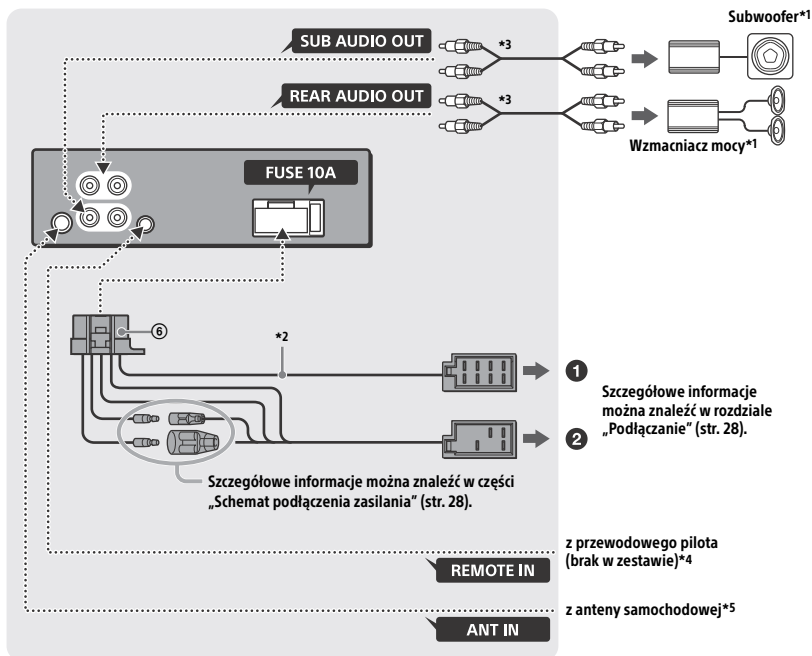 Subwoofer*1
SUB AUDIO OUT
*3
REAR AUDIO OUT
*3
Wzmacniacz mocy*1
FUSE 10A
⑥
*2
❶
Szczegółowe informacje
można znaleźć w rozdziale
„Podłączanie” (str. 28).
❷
Szczegółowe informacje można znaleźć w części
„Schemat podłączenia zasilania” (str. 28).
z przewodowego pilota
(brak w zestawie)*4
REMOTE IN
z anteny samochodowej*5
ANT IN